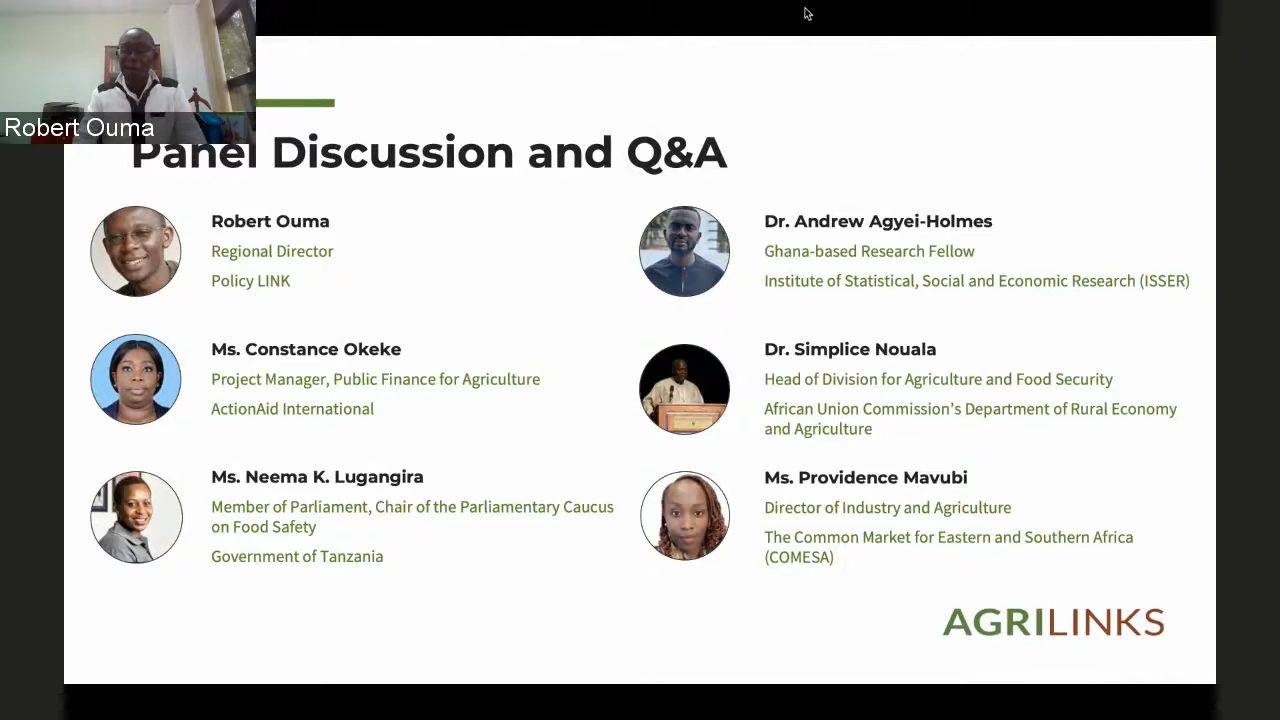 Robert Ouma
Panel Discussion and Q&A
Robert Ouma
Regional Director
Policy LINK
Ms. Constance Okeke
Project Manager, Public Finance for Agriculture
ActionAid International
Ms. Neema K. Lugangira
Member of Parliament, Chair of the Parliamentary Caucus
on Food Safety
Government of Tanzania
Dr. Andrew Agyei-Holmes
Ghana-based Research Fellow
Institute of Statistical, Social and Economic Research (ISSER)
Dr. Simplice Nouala
Head of Division for Agriculture and Food Security
African Union Commission's Department of Rural Economy
and Agriculture
Ms. Providence Mavubi
Director of Industry and Agriculture
The Common Market for Eastern and Southern Africa
(COMESA)
AGRILINKS